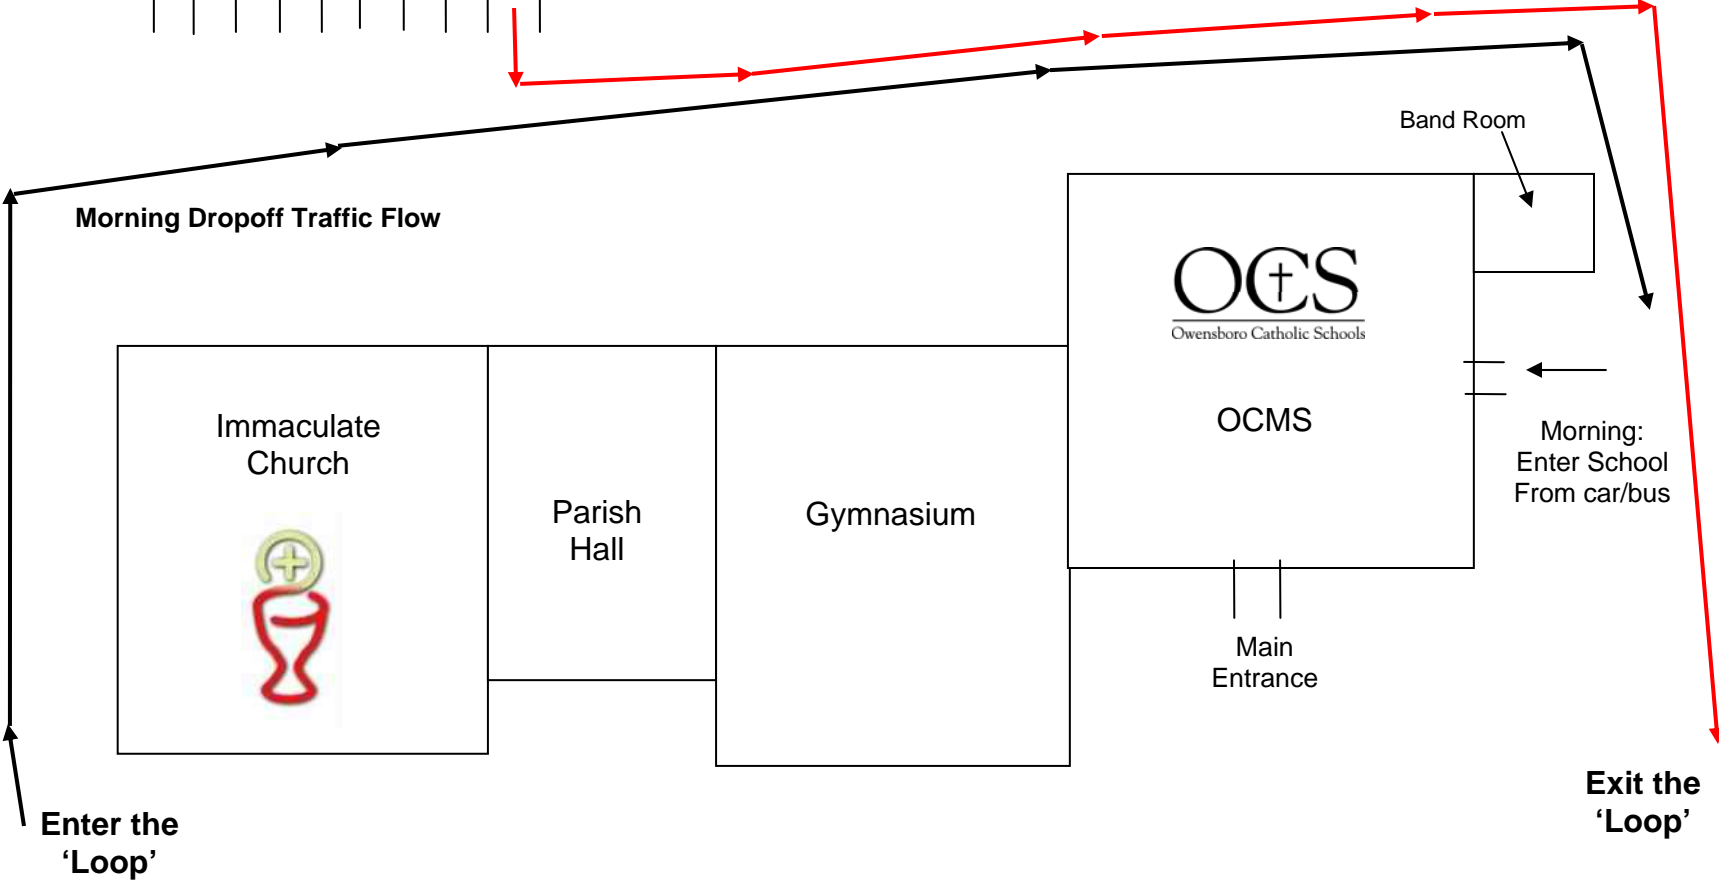 Band Room
Morning Dropoff Traffic Flow
OCS
Owensboro Catholic Schools
Immaculate
Church
Parish
Hall
Gymnasium
OCMS
Morning:
Enter School
From car/bus
Main
Entrance
Enter the
‘Loop’
Exit the
‘Loop’